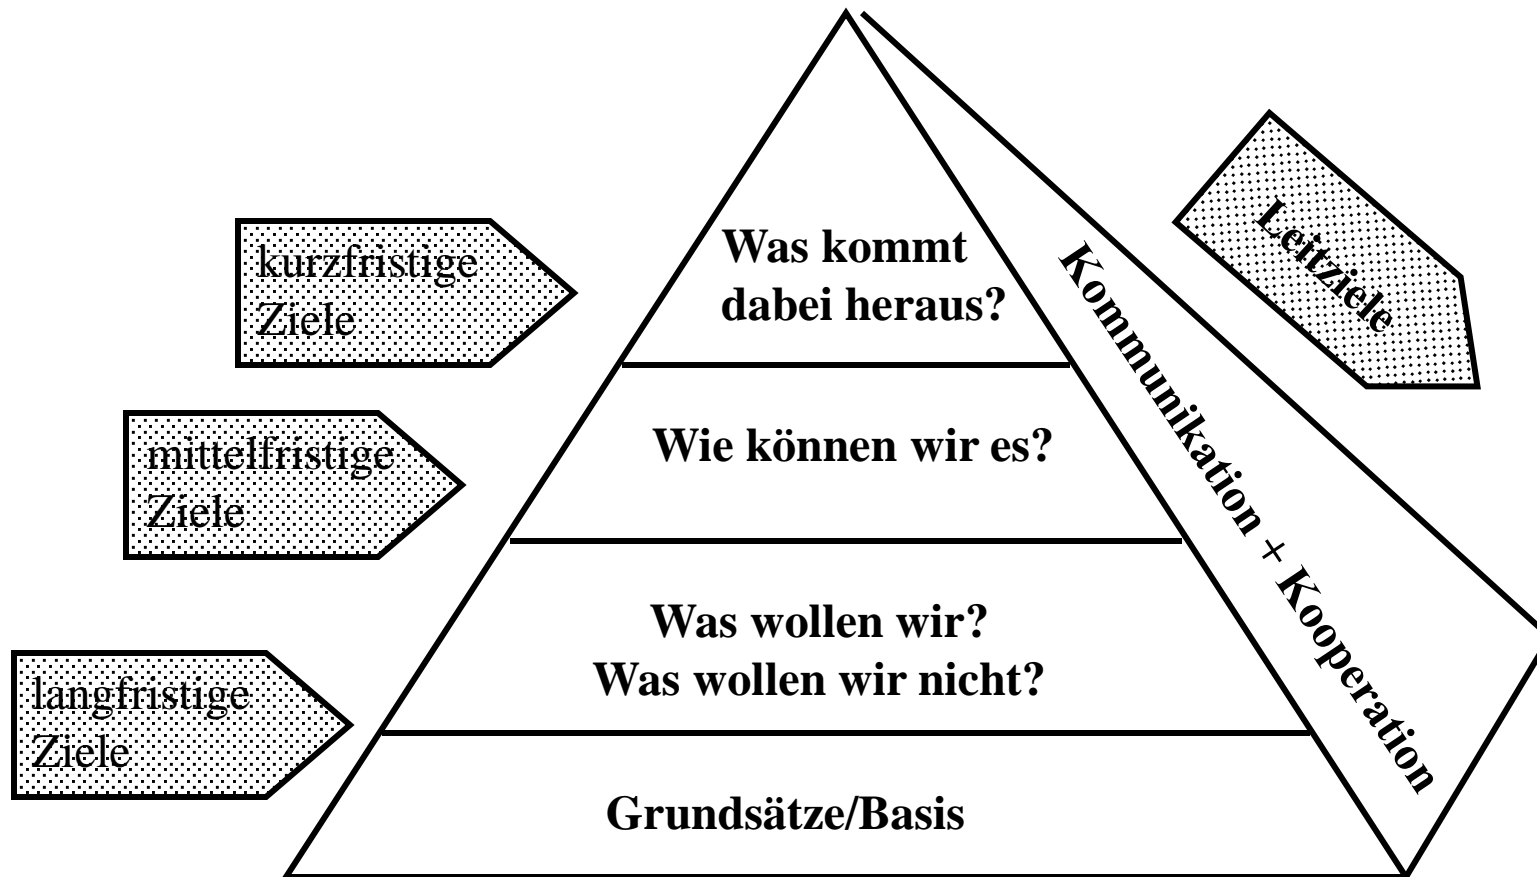 kurzfristige
Ziele
mittelfristige
Ziele
langfristige
Ziele
Was kommt
dabei heraus?
Wie können wir es?
Was wollen wir?
Was wollen wir nicht?
Grundsätze/Basis
Kommunikation + Kooperation
Leitziele